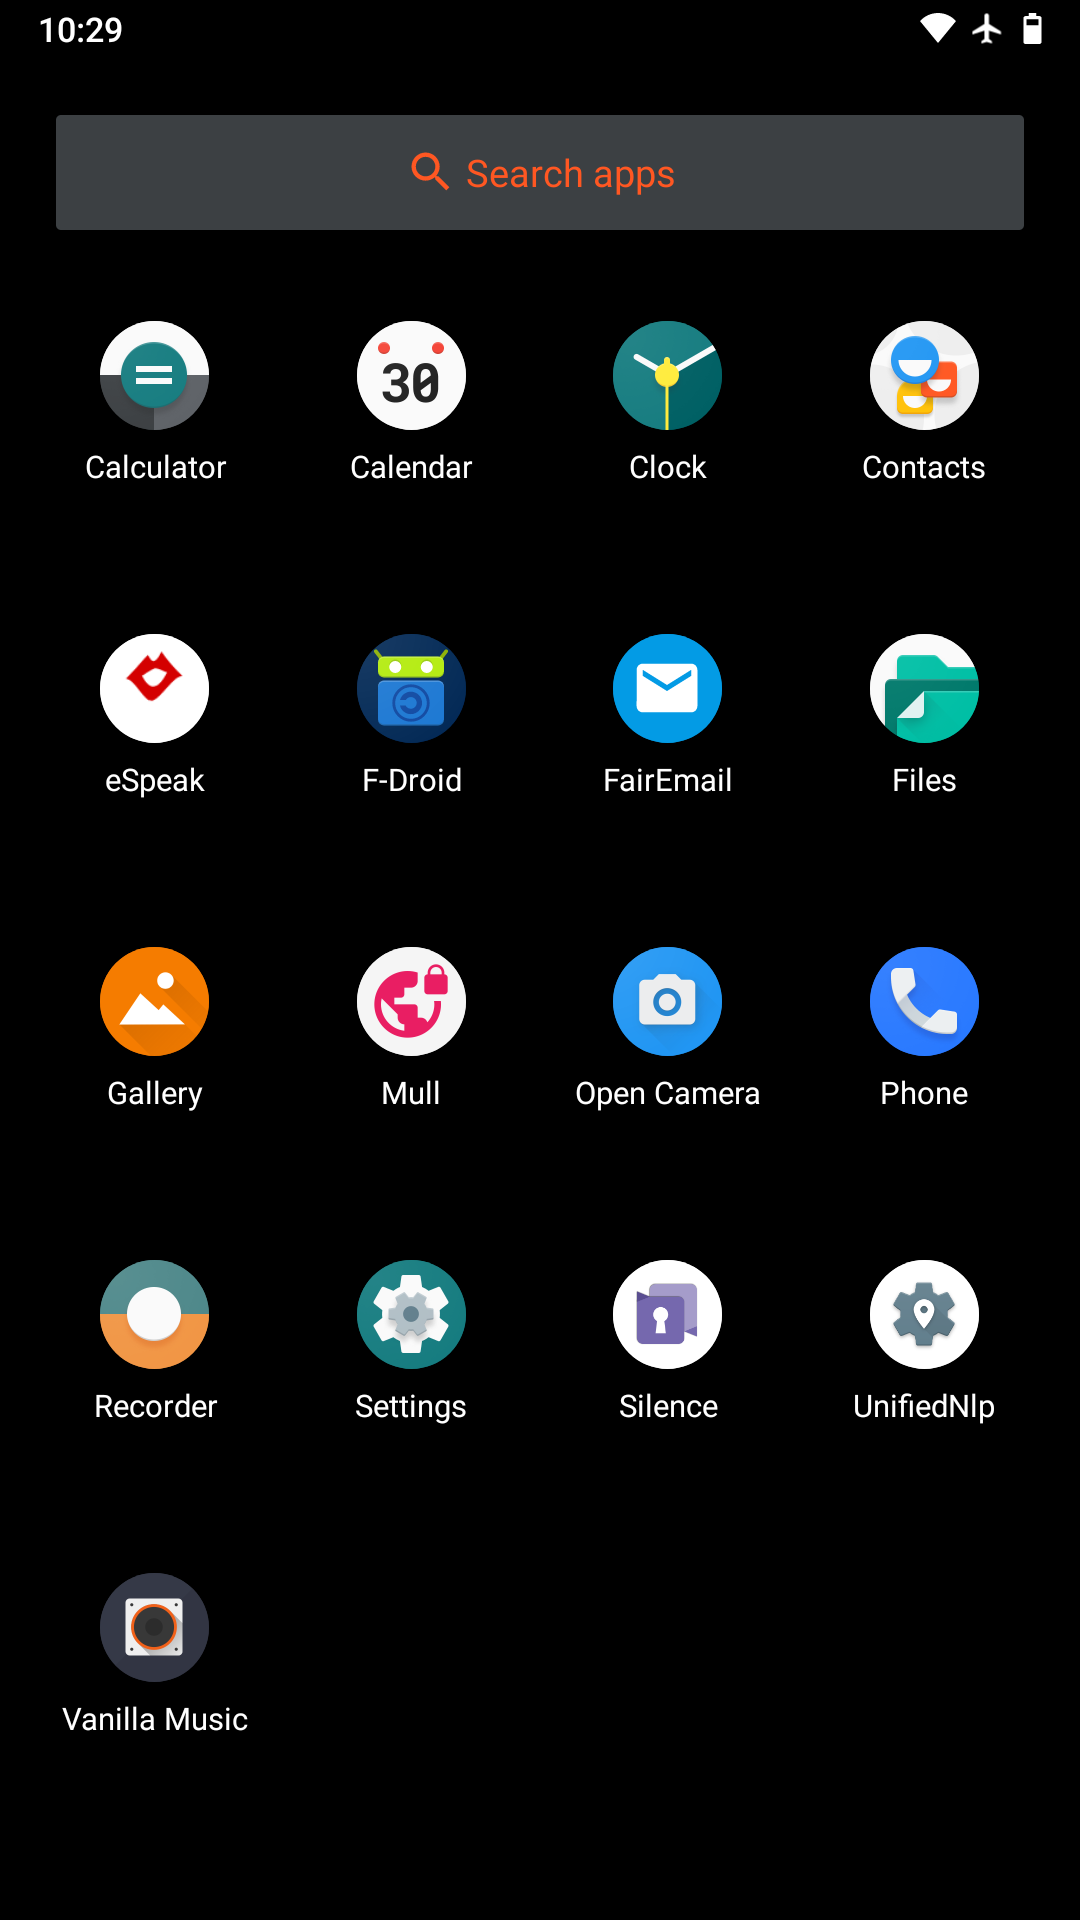 10:29
Search apps
30
Calculator Calendar Clock Contacts
eSpeak F-Droid FairEmail Files
Gallery Mull Open Camera Phone
Recorder Settings Silence UnifiedNlp
Vanilla Music